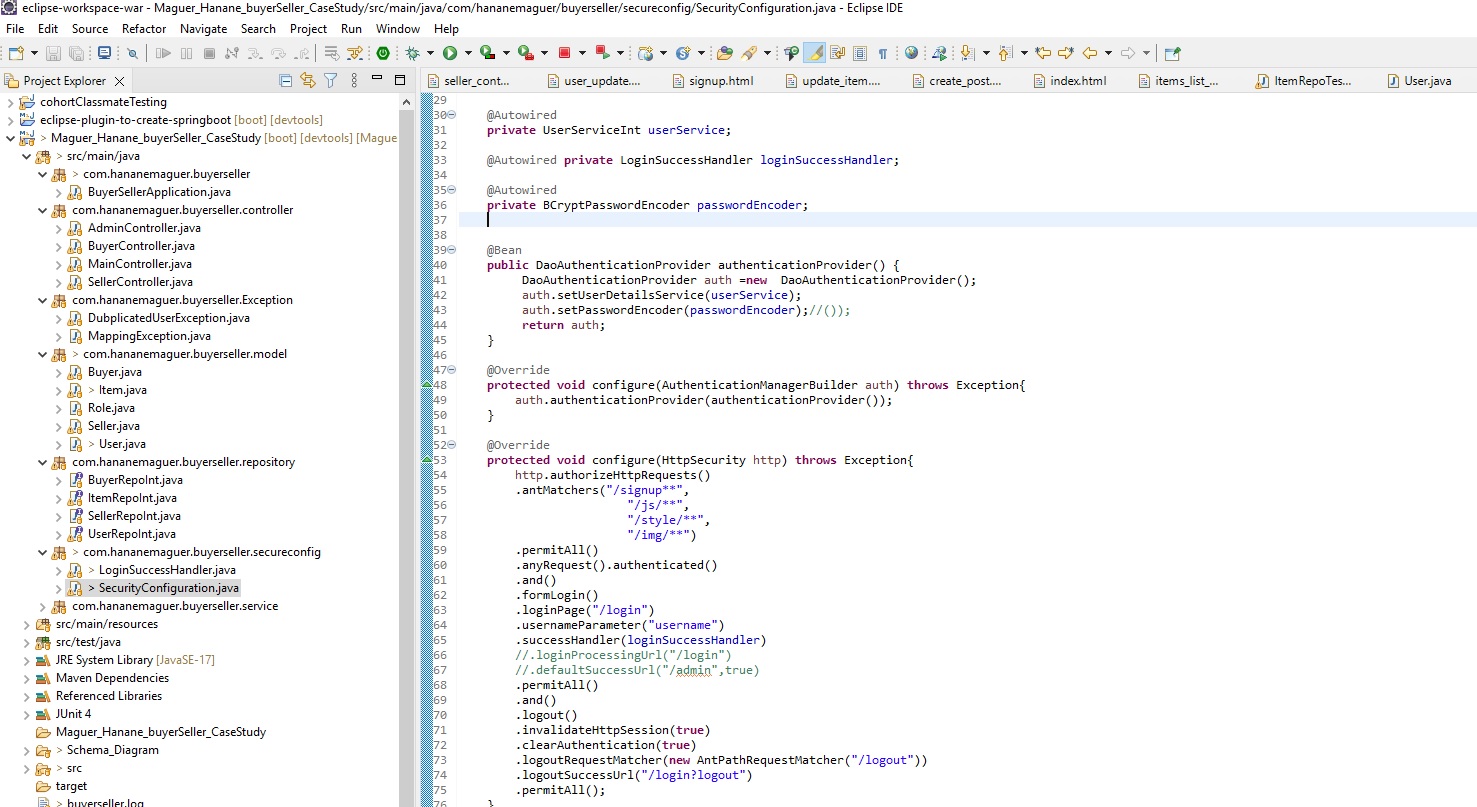 eclipse-workspace-war - Maguer_Hanane_buyerSeller_CaseStudy/src/main/java/com/hananemaguer/buyerseller/secureconfig/SecurityConfiguration.java - Eclipse IDE
File Edit Source Refactor Navigate Search Project Run Window Help
Project Explorer
cohortClassmateTesting
eclipse-plugin-to-create-springboot [boot] [devtools]
> Maguer_Hanane_buyerSeller_CaseStudy [boot] [devtools] [Mague
> src/main/java
> com.hananemaguer.buyerseller
BuyerSellerApplication.java
com.hananemaguer.buyerseller.controller
AdminController.java
BuyerController.java
MainController.java
SellerController.java
com.hananemaguer.buyerseller.Exception
DubplicatedUserException.java
MappingException.java
> com.hananemaguer.buyerseller.model
Buyer.java
> Item.java
Role.java
Seller.java
> User.java
com.hananemaguer.buyerseller.repository
BuyerRepoInt.java
ItemRepoInt.java
SellerRepoInt.java
UserRepoInt.java
> com.hananemaguer.buyerseller.secureconfig
> LoginSuccessHandler.java
> SecurityConfiguration.java
com.hananemaguer.buyerseller.service
src/main/resources
src/test/java
JRE System Library [JavaSE-17]
Maven Dependencies
Referenced Libraries
JUnit 4
Maguer_Hanane_buyerSeller_CaseStudy
> Schema_Diagram
> src
target
> buyerseller.log
seller_cont... user_update.... signup.html update_item.... create_post.... index.html items_list_... ItemRepoTes... User.java
29
30 @Autowired
31 private UserServiceInt userService;
32
33 @Autowired private LoginSuccessHandler loginSuccessHandler;
34
35 @Autowired
36 private BCryptPasswordEncoder passwordEncoder;
37
38
39 @Bean
40 public DaoAuthenticationProvider authenticationProvider() {
41 DaoAuthenticationProvider auth =new  DaoAuthenticationProvider();
42 auth.setUserDetailsService(userService);
43 auth.setPasswordEncoder(passwordEncoder);//());
44 return auth;
45 }
46
47 @Override
48 protected void configure(AuthenticationManagerBuilder auth) throws Exception{
49 auth.authenticationProvider(authenticationProvider());
50 }
51
52 @Override
53 protected void configure(HttpSecurity http) throws Exception{
54 http.authorizeHttpRequests()
55 .antMatchers("/signup**",
56 "/js/**",
57 "/style/**",
58 "/img/**")
59 .permitAll()
60 .anyRequest().authenticated()
61 .and()
62 .formLogin()
63 .loginPage("/login")
64 .usernameParameter("username")
65 .successHandler(loginSuccessHandler)
66 //.loginProcessingUrl("/login")
67 //.defaultSuccessUrl("/admin",true)
68 .permitAll()
69 .and()
70 .logout()
71 .invalidateHttpSession(true)
72 .clearAuthentication(true)
73 .logoutRequestMatcher(new AntPathRequestMatcher("/logout"))
74 .logoutSuccessUrl("/login?logout")
75 .permitAll();
76 }